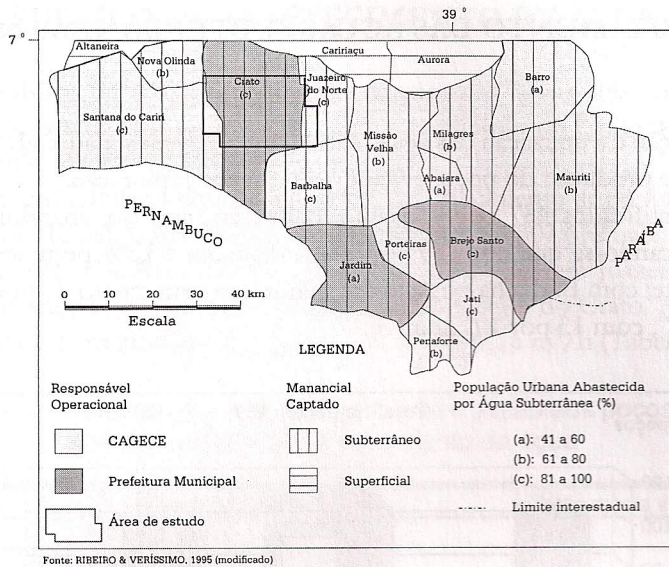 39 °
7 °
Altaneira
Nova Olinda
(b)
Crato
(c)
Caririaçu
Juazeiro
do Norte
(c)
Aurora
Barro
(a)
Santana do Cariri
(c)
Missão
Velha
(b)
Milagres
(b)
Abaiara
(a)
Mauriti
(b)
Barbalha
(c)
PERNAMBUCO
PARAÍBA
Jardim
(a)
Porteiras
(c)
Brejo Santo
(c)
Jati
(c)
Penaforte
(b)
0 10 20 30 40 km
Escala
LEGENDA
Responsável
Operacional
CAGECE
Prefeitura Municipal
Área de estudo
Manancial
Captado
Subterrâneo
Superficial
População Urbana Abastecida
por Água Subterrânea (%)
(a): 41 a 60
(b): 61 a 80
(c): 81 a 100
Limite interestadual
Fonte: RIBEIRO & VERÍSSIMO, 1995 (modificado)